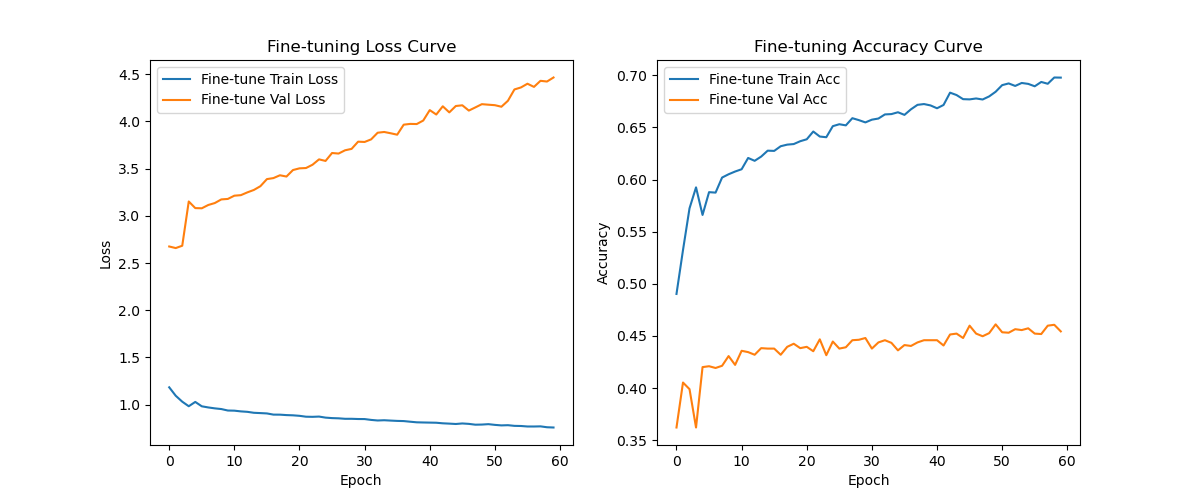 Fine-tuning Loss Curve
Fine-tune Train Loss
Fine-tune Val Loss
4.5
4.0
3.5
3.0
2.5
2.0
1.5
1.0
Loss
0 10 20 30 40 50 60
Epoch
Fine-tuning Accuracy Curve
Fine-tune Train Acc
Fine-tune Val Acc
0.70
0.65
0.60
0.55
0.50
0.45
0.40
0.35
Accuracy
0 10 20 30 40 50 60
Epoch